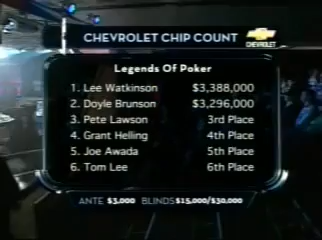 CHEVROLET CHIP COUNT
CHEVROLET
Legends Of Poker
1. Lee Watkinson $3,388,000
2. Doyle Brunson $3,296,000
3. Pete Lawson 3rd Place
4. Grant Helling 4th Place
5. Joe Awada 5th Place
6. Tom Lee 6th Place
ANTE $3,000 BLINDS $15,000/$30,000